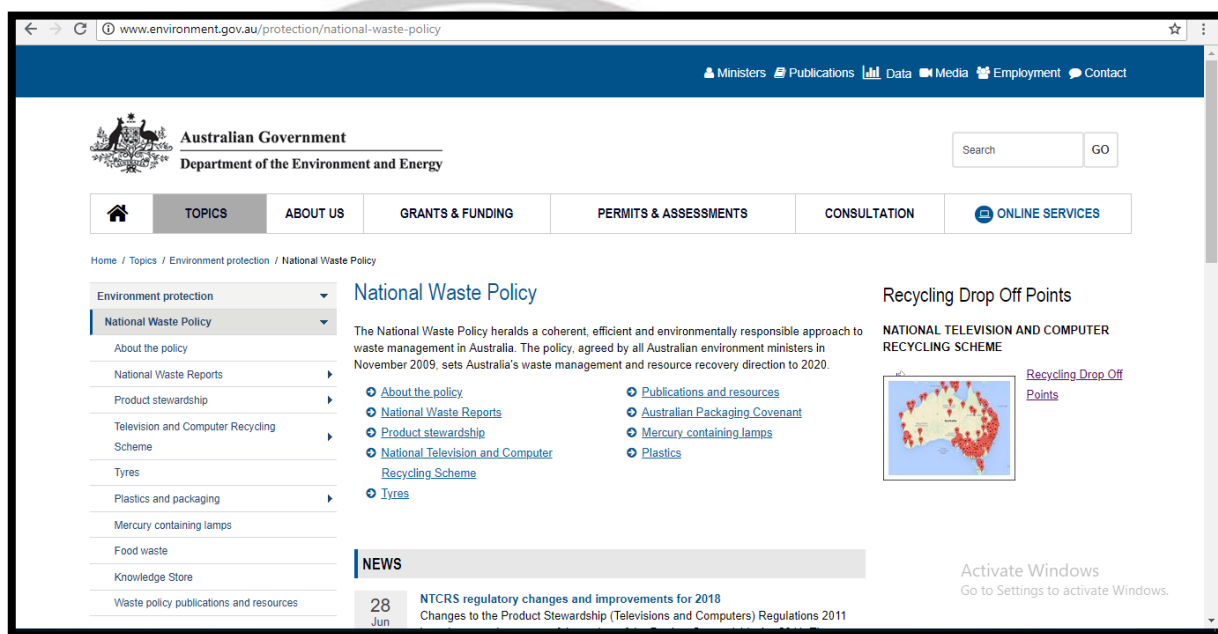 www.environment.gov.au/protection/national-waste-policy
Ministers Publications Data Media Employment Contact
Australian Government
Department of the Environment and Energy
Search GO
TOPICS ABOUT US GRANTS & FUNDING PERMITS & ASSESSMENTS CONSULTATION ONLINE SERVICES
Home / Topics / Environment protection / National Waste Policy
Environment protection
National Waste Policy
About the policy
National Waste Reports
Product stewardship
Television and Computer Recycling
Scheme
Tyres
Plastics and packaging
Mercury containing lamps
Food waste
Knowledge Store
Waste policy publications and resources
National Waste Policy
The National Waste Policy heralds a coherent, efficient and environmentally responsible approach to
waste management in Australia. The policy, agreed by all Australian environment ministers in
November 2009, sets Australia's waste management and resource recovery direction to 2020.
About the policy
National Waste Reports
Product stewardship
National Television and Computer
Recycling Scheme
Tyres
Publications and resources
Australian Packaging Covenant
Mercury containing lamps
Plastics
NEWS
28
Jun
NTCRS regulatory changes and improvements for 2018
Changes to the Product Stewardship (Televisions and Computers) Regulations 2011
Recycling Drop Off Points
NATIONAL TELEVISION AND COMPUTER
RECYCLING SCHEME
Recycling Drop Off
Points
Activate Windows
Go to Settings to activate Windows.